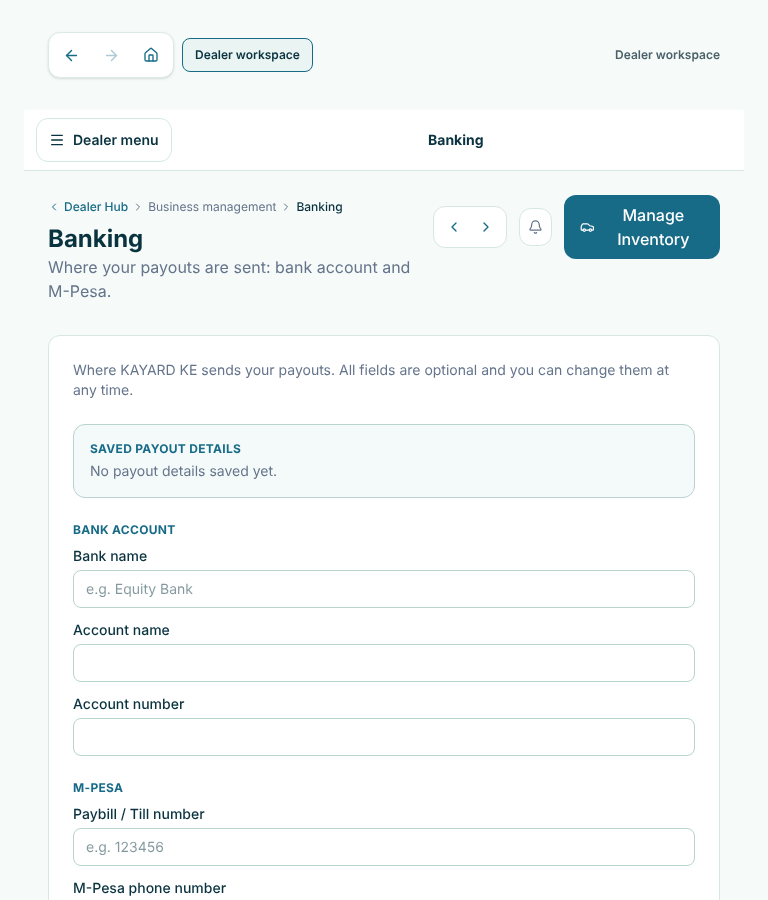 Dealer workspace
Dealer workspace
Dealer menu
Banking
Dealer Hub
Business management
Banking
Banking
Where your payouts are sent: bank account and
M-Pesa.
Manage
Inventory
Where KAYARD KE sends your payouts. All fields are optional and you can change them at
any time.
SAVED PAYOUT DETAILS
No payout details saved yet.
BANK ACCOUNT
Bank name
e.g. Equity Bank
Account name
Account number
M-PESA
Paybill / Till number
e.g. 123456
M-Pesa phone number